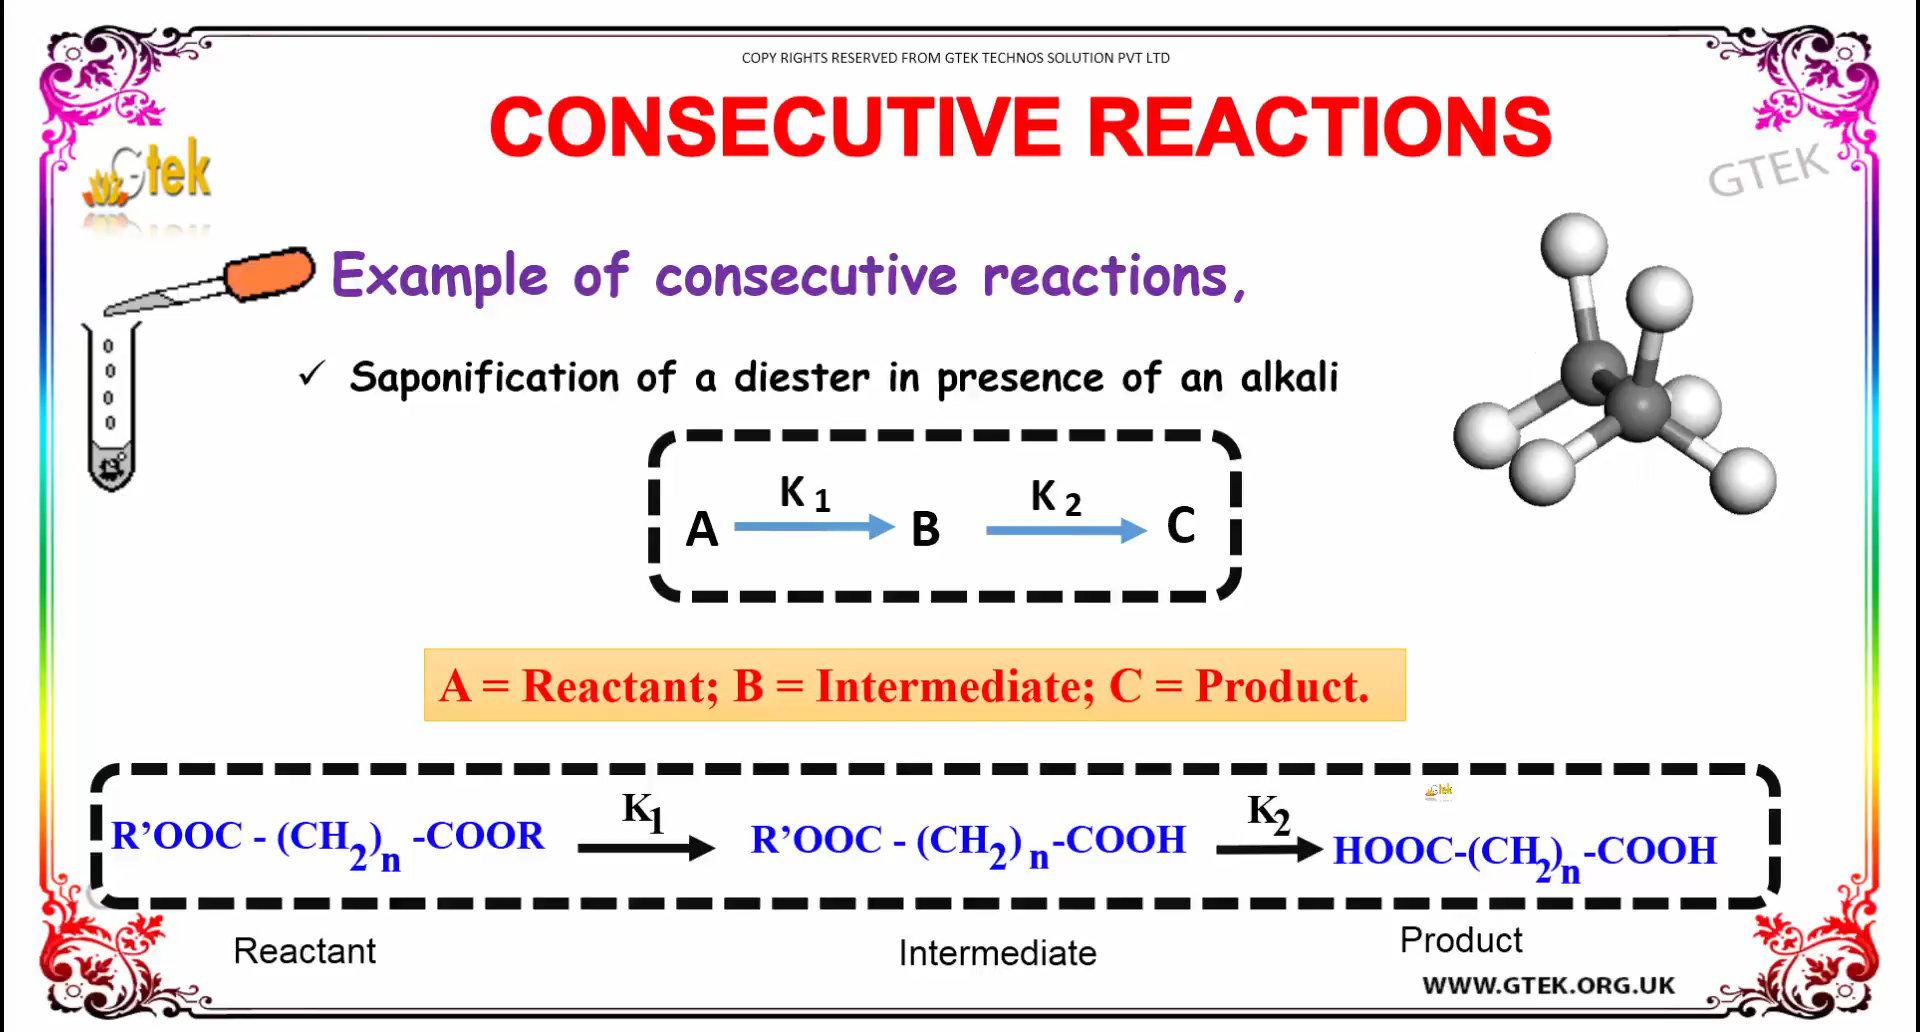 COPY RIGHTS RESERVED FROM GTEK TECHNOS SOLUTION PVT LTD
CONSECUTIVE REACTIONS
Gtek
GTEK
Example of consecutive reactions,
✓ Saponification of a diester in presence of an alkali
K 1 K 2
A B C
A = Reactant; B = Intermediate; C = Product.
K1 K2
R’OOC - (CH2)n -COOR R’OOC - (CH2) n-COOH HOOC-(CH2)n-COOH
Reactant Intermediate Product
WWW.GTEK.ORG.UK